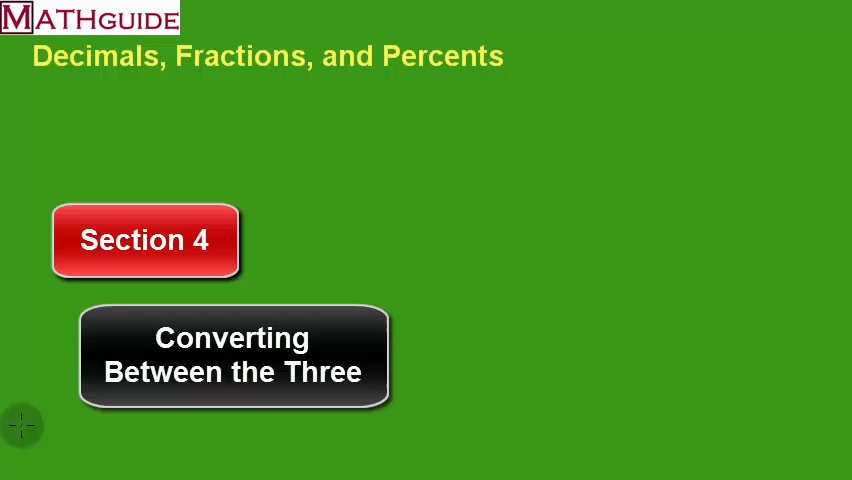 MATHGUIDE
Decimals, Fractions, and Percents
Section 4
Converting
Between the Three